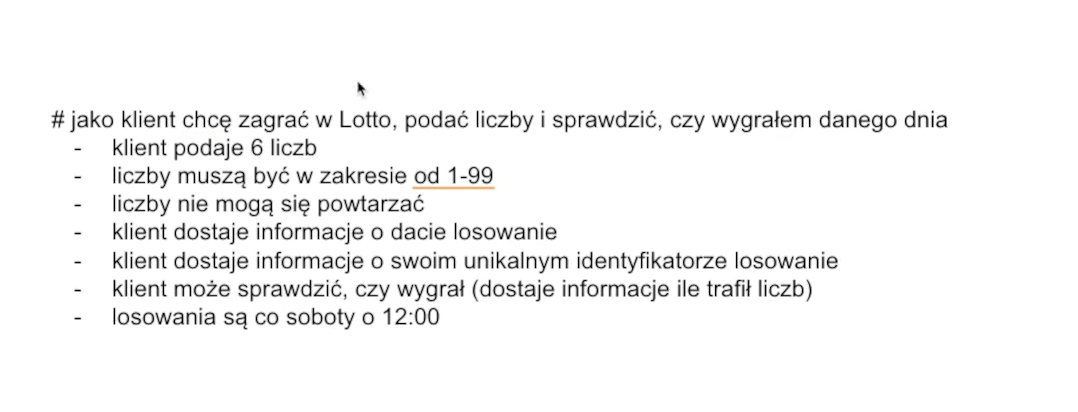 # jako klient chcę zagrać w Lotto, podać liczby i sprawdzić, czy wygrałem danego dnia
- klient podaje 6 liczb
- liczby muszą być w zakresie od 1-99
- liczby nie mogą się powtarzać
- klient dostaje informacje o dacie losowanie
- klient dostaje informacje o swoim unikalnym identyfikatorze losowanie
- klient może sprawdzić, czy wygrał (dostaje informacje ile trafił liczb)
- losowania są co soboty o 12:00